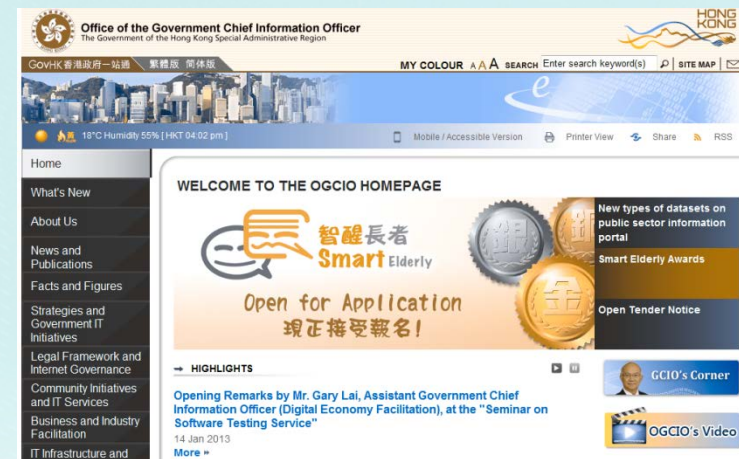 Office of the Government Chief Information Officer
The Government of the Hong Kong Special Administrative Region
HONG
KONG
GOVHK香港政府一站通
繁體版 简体版
MY COLOUR A A A SEARCH Enter search keyword(s) SITE MAP
e
18°C Humidity 55% [ HKT 04:02 pm ]
Mobile / Accessible Version Printer View Share RSS
Home
What's New
About Us
News and
Publications
Facts and Figures
Strategies and
Government IT
Initiatives
Legal Framework and
Internet Governance
Community Initiatives
and IT Services
Business and Industry
Facilitation
IT Infrastructure and
WELCOME TO THE OGCIO HOMEPAGE
智醒長者
Smart Elderly
Open for Application
現正接受報名!
銀
金
New types of datasets on
public sector information
portal
Smart Elderly Awards
Open Tender Notice
HIGHLIGHTS
Opening Remarks by Mr. Gary Lai, Assistant Government Chief
Information Officer (Digital Economy Facilitation), at the "Seminar on
Software Testing Service"
14 Jan 2013
More »
GCIO's Corner
OGCIO's Video